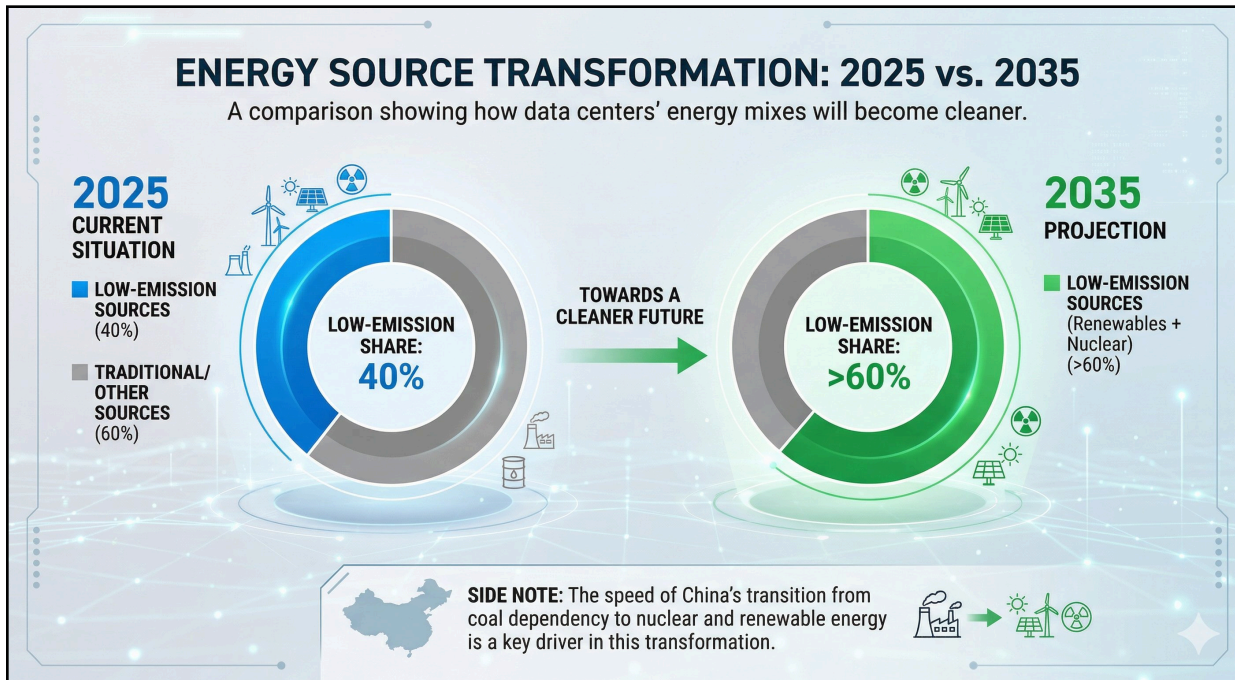 ENERGY SOURCE TRANSFORMATION: 2025 vs. 2035
A comparison showing how data centers’ energy mixes will become cleaner.
2025
CURRENT
SITUATION
LOW-EMISSION
SOURCES
(40%)
TRADITIONAL/
OTHER
SOURCES
(60%)
LOW-EMISSION
SHARE:
40%
TOWARDS A
CLEANER FUTURE
LOW-EMISSION
SHARE:
>60%
2035
PROJECTION
LOW-EMISSION
SOURCES
(Renewables +
Nuclear)
(>60%)
SIDE NOTE: The speed of China’s transition from
coal dependency to nuclear and renewable energy
is a key driver in this transformation.